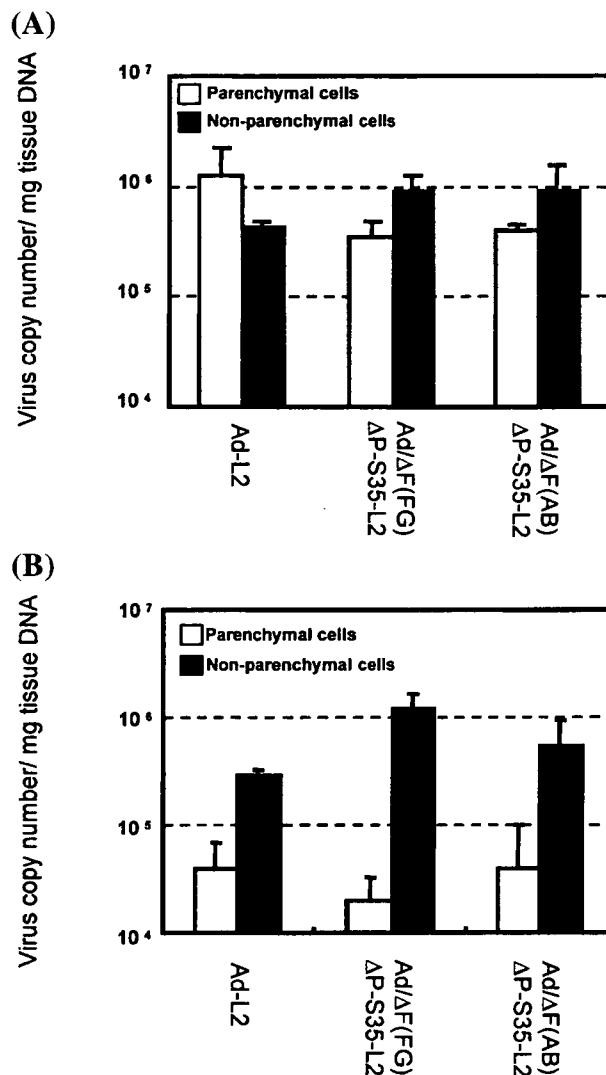 (A)
Virus copy number/ mg tissue DNA
10⁷
10⁶
10⁵
10⁴
Parenchymal cells
Non-parenchymal cells
Ad-L2
Ad/ΔF(FG)
ΔP-S35-L2
Ad/ΔF(AB)
ΔP-S35-L2
(B)
Virus copy number/ mg tissue DNA
10⁷
10⁶
10⁵
10⁴
Parenchymal cells
Non-parenchymal cells
Ad-L2
Ad/ΔF(FG)
ΔP-S35-L2
Ad/ΔF(AB)
ΔP-S35-L2